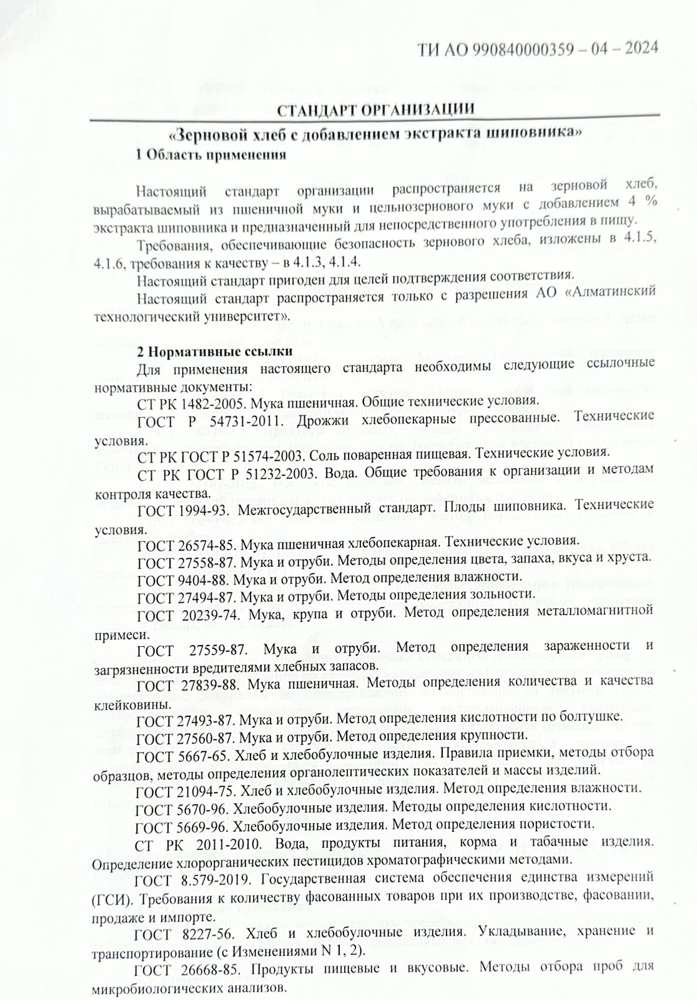 ТИ АО 990840000359 – 04 – 2024
СТАНДАРТ ОРГАНИЗАЦИИ
«Зерновой хлеб с добавлением экстракта шиповника»
1 Область применения
Настоящий стандарт организации распространяется на зерновой хлеб,
вырабатываемый из пшеничной муки и цельнозернового муки с добавлением 4 %
экстракта шиповника и предназначенный для непосредственного употребления в пищу.
Требования, обеспечивающие безопасность зернового хлеба, изложены в 4.1.5,
4.1.6, требования к качеству – в 4.1.3, 4.1.4.
Настоящий стандарт пригоден для целей подтверждения соответствия.
Настоящий стандарт распространяется только с разрешения АО «Алматинский
технологический университет».
2 Нормативные ссылки
Для применения настоящего стандарта необходимы следующие ссылочные
нормативные документы:
СТ РК 1482-2005. Мука пшеничная. Общие технические условия.
ГОСТ Р 54731-2011. Дрожжи хлебопекарные прессованные. Технические
условия.
СТ РК ГОСТ Р 51574-2003. Соль поваренная пищевая. Технические условия.
СТ РК ГОСТ Р 51232-2003. Вода. Общие требования к организации и методам
контроля качества.
ГОСТ 1994-93. Межгосударственный стандарт. Плоды шиповника. Технические
условия.
ГОСТ 26574-85. Мука пшеничная хлебопекарная. Технические условия.
ГОСТ 27558-87. Мука и отруби. Методы определения цвета, запаха, вкуса и хруста.
ГОСТ 9404-88. Мука и отруби. Метод определения влажности.
ГОСТ 27494-87. Мука и отруби. Методы определения зольности.
ГОСТ 20239-74. Мука, крупа и отруби. Метод определения металломагнитной
примеси.
ГОСТ 27559-87. Мука и отруби. Метод определения зараженности и
загрязненности вредителями хлебных запасов.
ГОСТ 27839-88. Мука пшеничная. Методы определения количества и качества
клейковины.
ГОСТ 27493-87. Мука и отруби. Метод определения кислотности по болтушке.
ГОСТ 27560-87. Мука и отруби. Метод определения крупности.
ГОСТ 5667-65. Хлеб и хлебобулочные изделия. Правила приемки, методы отбора
образцов, методы определения органолептических показателей и массы изделий.
ГОСТ 21094-75. Хлеб и хлебобулочные изделия. Метод определения влажности.
ГОСТ 5670-96. Хлебобулочные изделия. Методы определения кислотности.
ГОСТ 5669-96. Хлебобулочные изделия. Метод определения пористости.
СТ РК 2011-2010. Вода, продукты питания, корма и табачные изделия.
Определение хлорорганических пестицидов хроматографическими методами.
ГОСТ 8.579-2019. Государственная система обеспечения единства измерений
(ГСИ). Требования к количеству фасованных товаров при их производстве, фасовании,
продаже и импорте.
ГОСТ 8227-56. Хлеб и хлебобулочные изделия. Укладывание, хранение и
транспортирование (с Изменениями N 1, 2).
ГОСТ 26668-85. Продукты пищевые и вкусовые. Методы отбора проб для
микробиологических анализов.